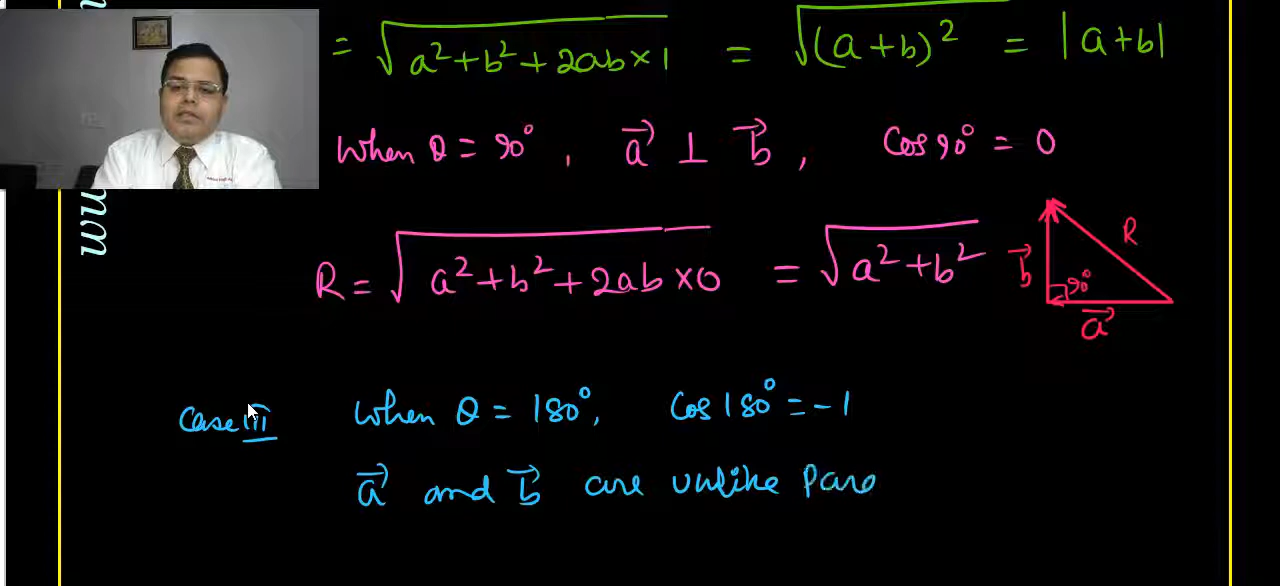 = √(a² + b² + 2ab × 1) = √((a + b)²) = |a + b|
When θ = 90°, a⃗ ⊥ b⃗, Cos 90° = 0
R = √(a² + b² + 2ab × 0) = √(a² + b²)
R
b⃗
90°
a⃗
Case III When θ = 180°, Cos 180° = -1
a⃗ and b⃗ are unlike Para